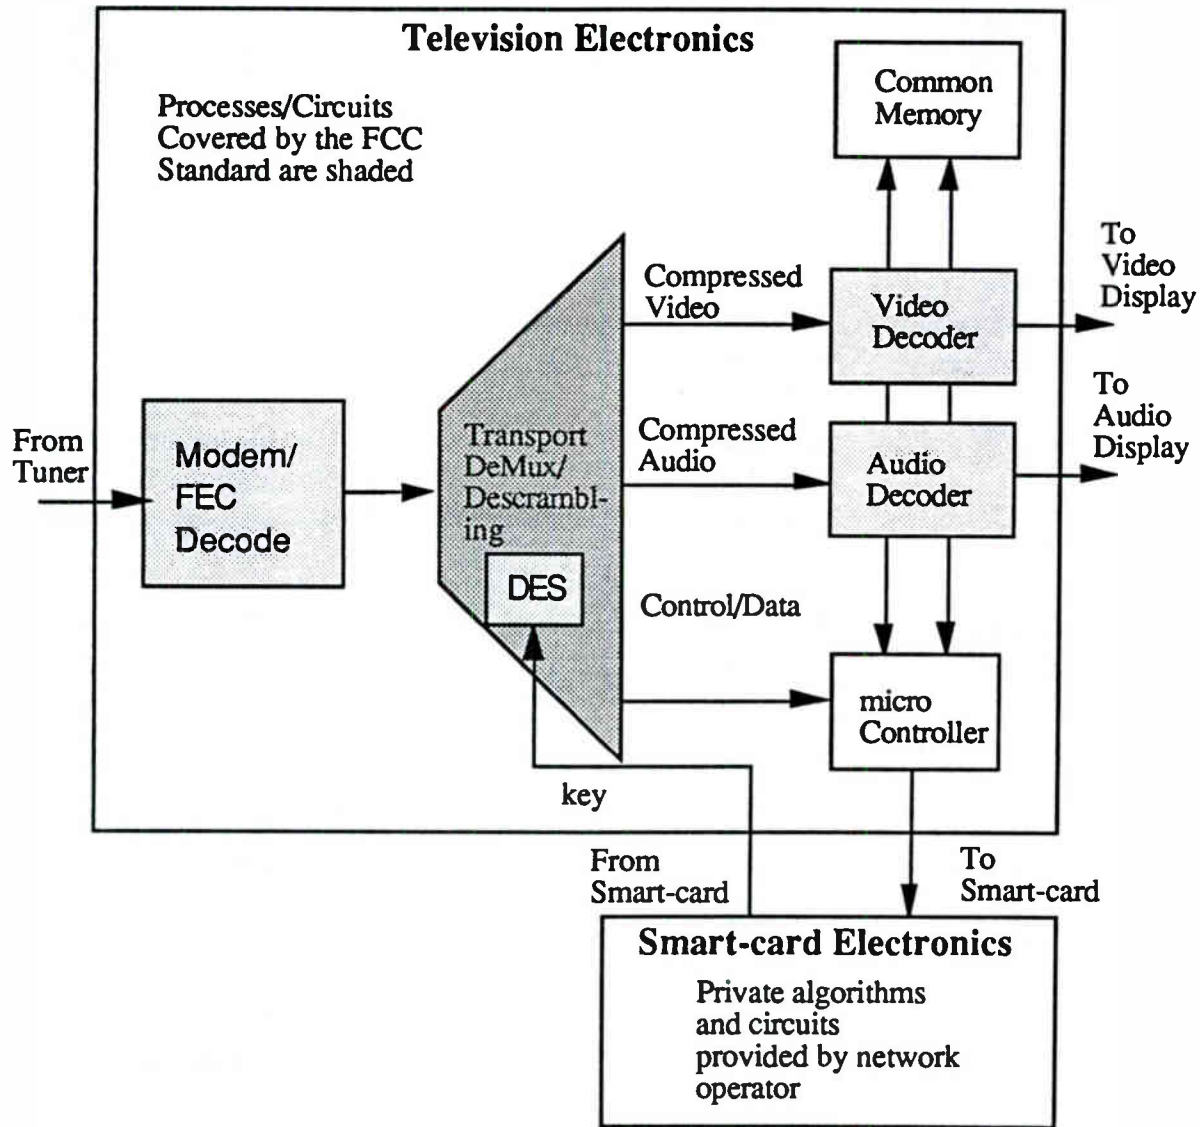 Television Electronics
Processes/Circuits
Covered by the FCC
Standard are shaded
Common
Memory
To
Video
Display
Compressed
Video
Video
Decoder
To
Audio
Display
From
Tuner
Modem/
FEC
Decode
Transport
DeMux/
Descrambl-
ing
DES
Compressed
Audio
Audio
Decoder
Control/Data
micro
Controller
key
From
Smart-card
To
Smart-card
Smart-card Electronics
Private algorithms
and circuits
provided by network
operator